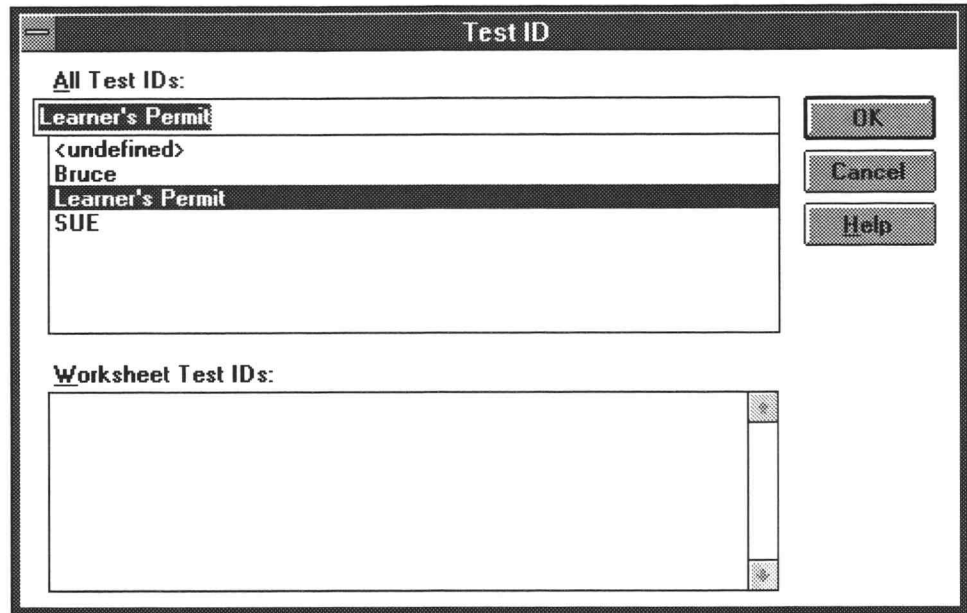 Test ID
All Test IDs:
Learner's Permit
<undefined>
Bruce
Learner's Permit
SUE
OK
Cancel
Help
Worksheet Test IDs: